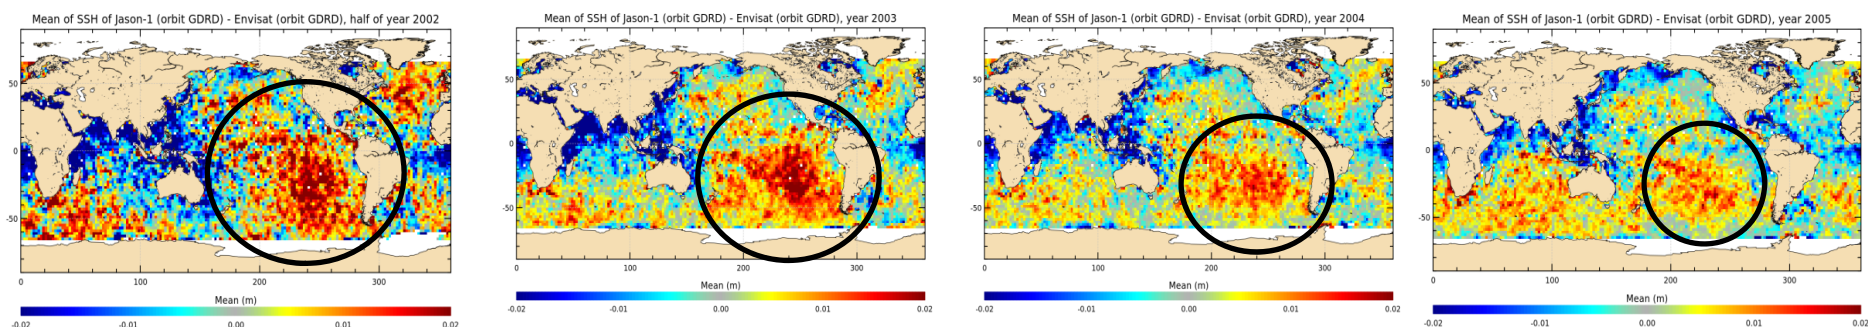 Mean of SSH of Jason-1 (orbit GDRD) - Envisat (orbit GDRD), half of year 2002
50
0
-50
0 100 200 300
Mean (m)
-0.02 -0.01 0.00 0.01 0.02
Mean of SSH of Jason-1 (orbit GDRD) - Envisat (orbit GDRD), year 2003
50
0
-50
0 100 200 300
Mean (m)
-0.02 -0.01 0.00 0.01 0.02
Mean of SSH of Jason-1 (orbit GDRD) - Envisat (orbit GDRD), year 2004
50
0
-50
0 100 200 300
Mean (m)
-0.02 -0.01 0.00 0.01 0.02
Mean of SSH of Jason-1 (orbit GDRD) - Envisat (orbit GDRD), year 2005
50
0
-50
0 100 200 300
Mean (m)
-0.02 -0.01 0.00 0.01 0.02